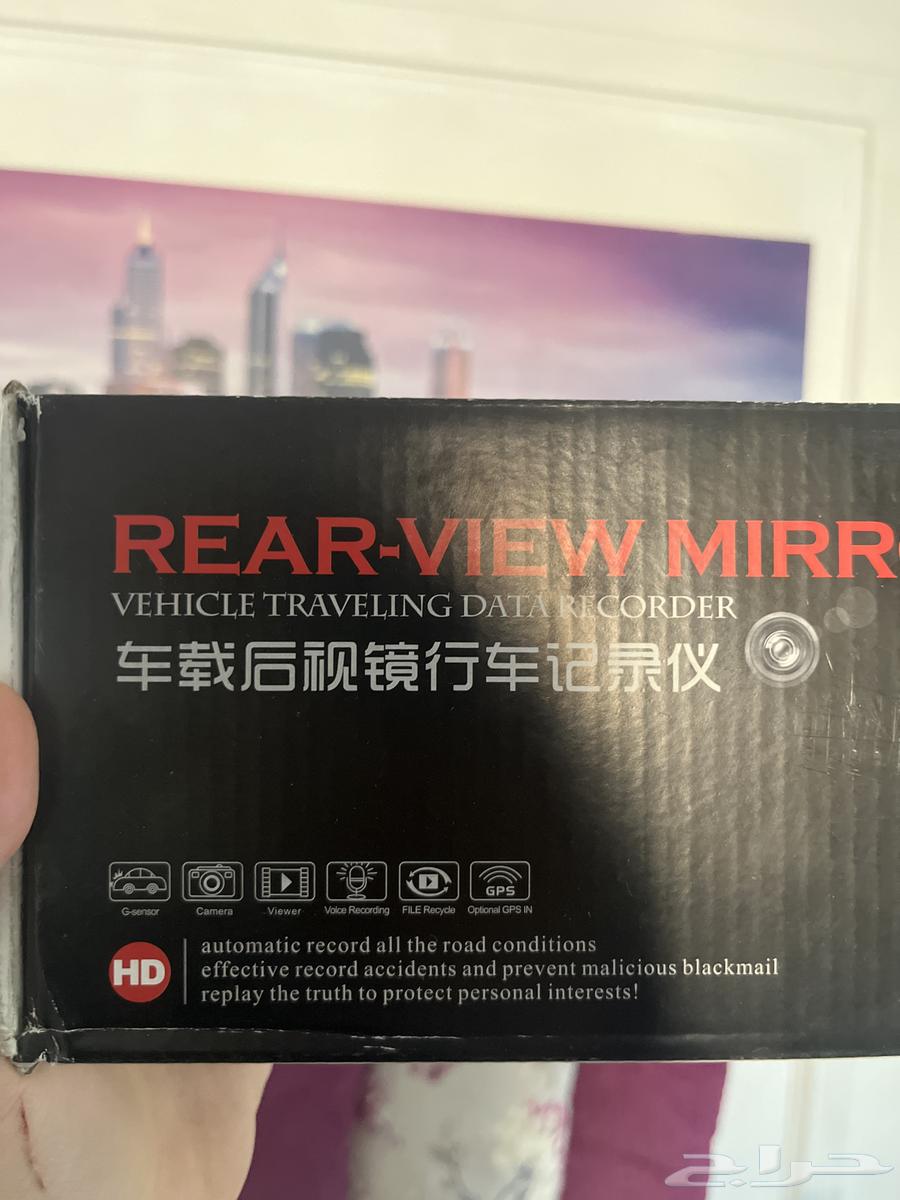 REAR-VIEW MIRR
VEHICLE TRAVELING DATA RECORDER
车载后视镜行车记录仪
GPS
G-sensor Camera Viewer Voice Recording FILE Recycle Optional GPS IN
HD
automatic record all the road conditions
effective record accidents and prevent malicious blackmail
replay the truth to protect personal interests!
حراج